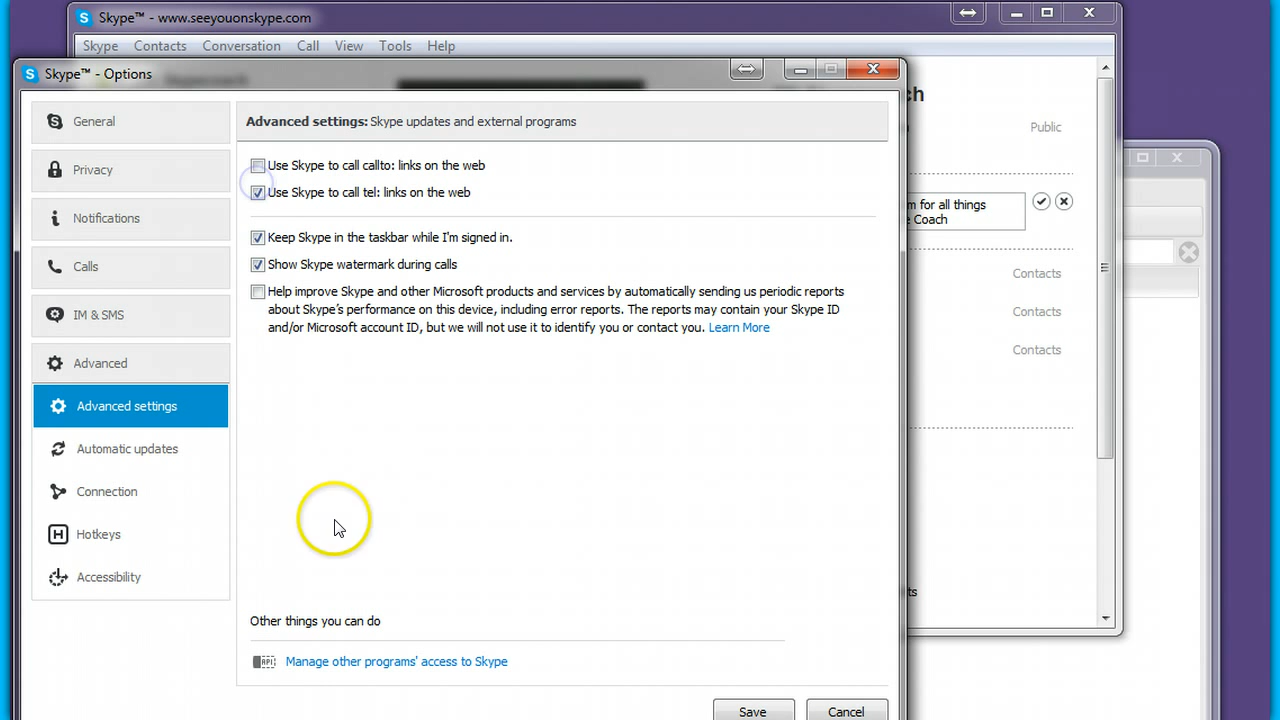 Skype™ - www.seeyouonskype.com
Skype Contacts Conversation Call View Tools Help
Skype™ - Options
General
Privacy
Notifications
Calls
IM & SMS
Advanced
Advanced settings
Automatic updates
Connection
Hotkeys
Accessibility
Advanced settings: Skype updates and external programs
Use Skype to call callto: links on the web
Use Skype to call tel: links on the web
Keep Skype in the taskbar while I'm signed in.
Show Skype watermark during calls
Help improve Skype and other Microsoft products and services by automatically sending us periodic reports
about Skype's performance on this device, including error reports. The reports may contain your Skype ID
and/or Microsoft account ID, but we will not use it to identify you or contact you. Learn More
Other things you can do
API
Manage other programs' access to Skype
Save Cancel
ch
Public
m for all things
e Coach
Contacts
Contacts
Contacts
ts